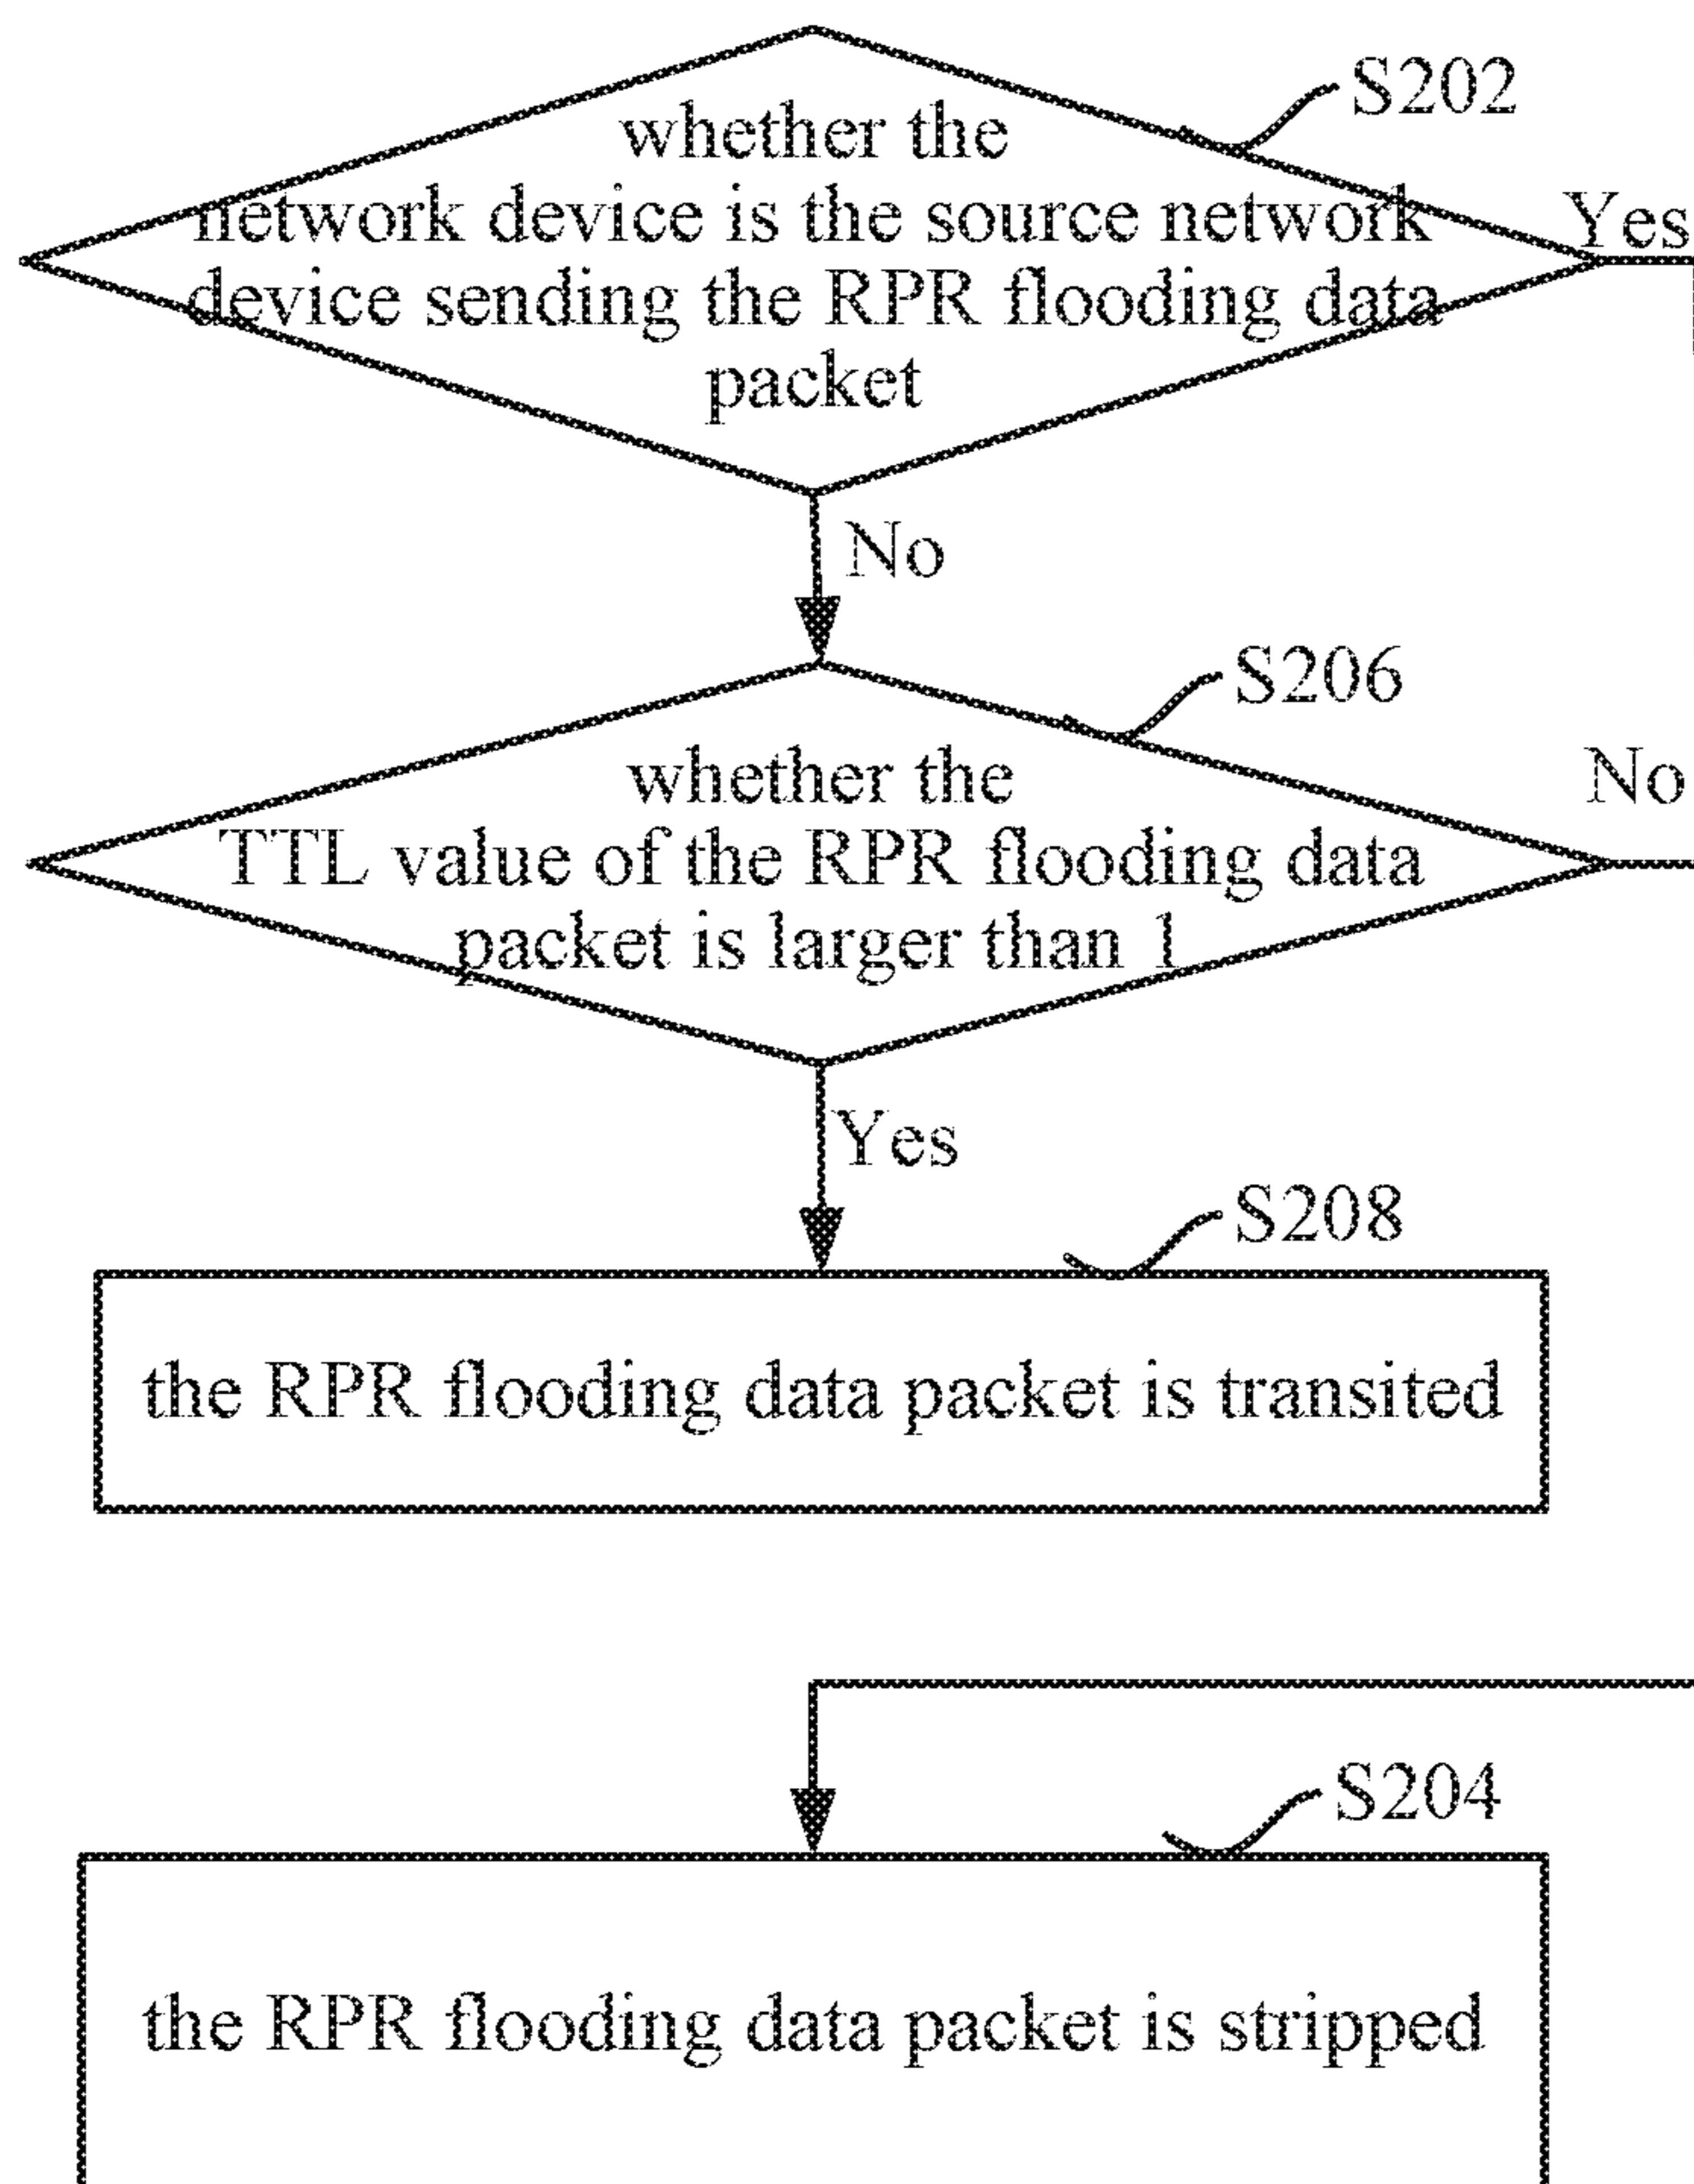 S202
whether the
network device is the source network
device sending the RPR flooding data
packet
Yes
No
S206
whether the
TTL value of the RPR flooding data
packet is larger than 1
No
Yes
S208
the RPR flooding data packet is transited
S204
the RPR flooding data packet is stripped